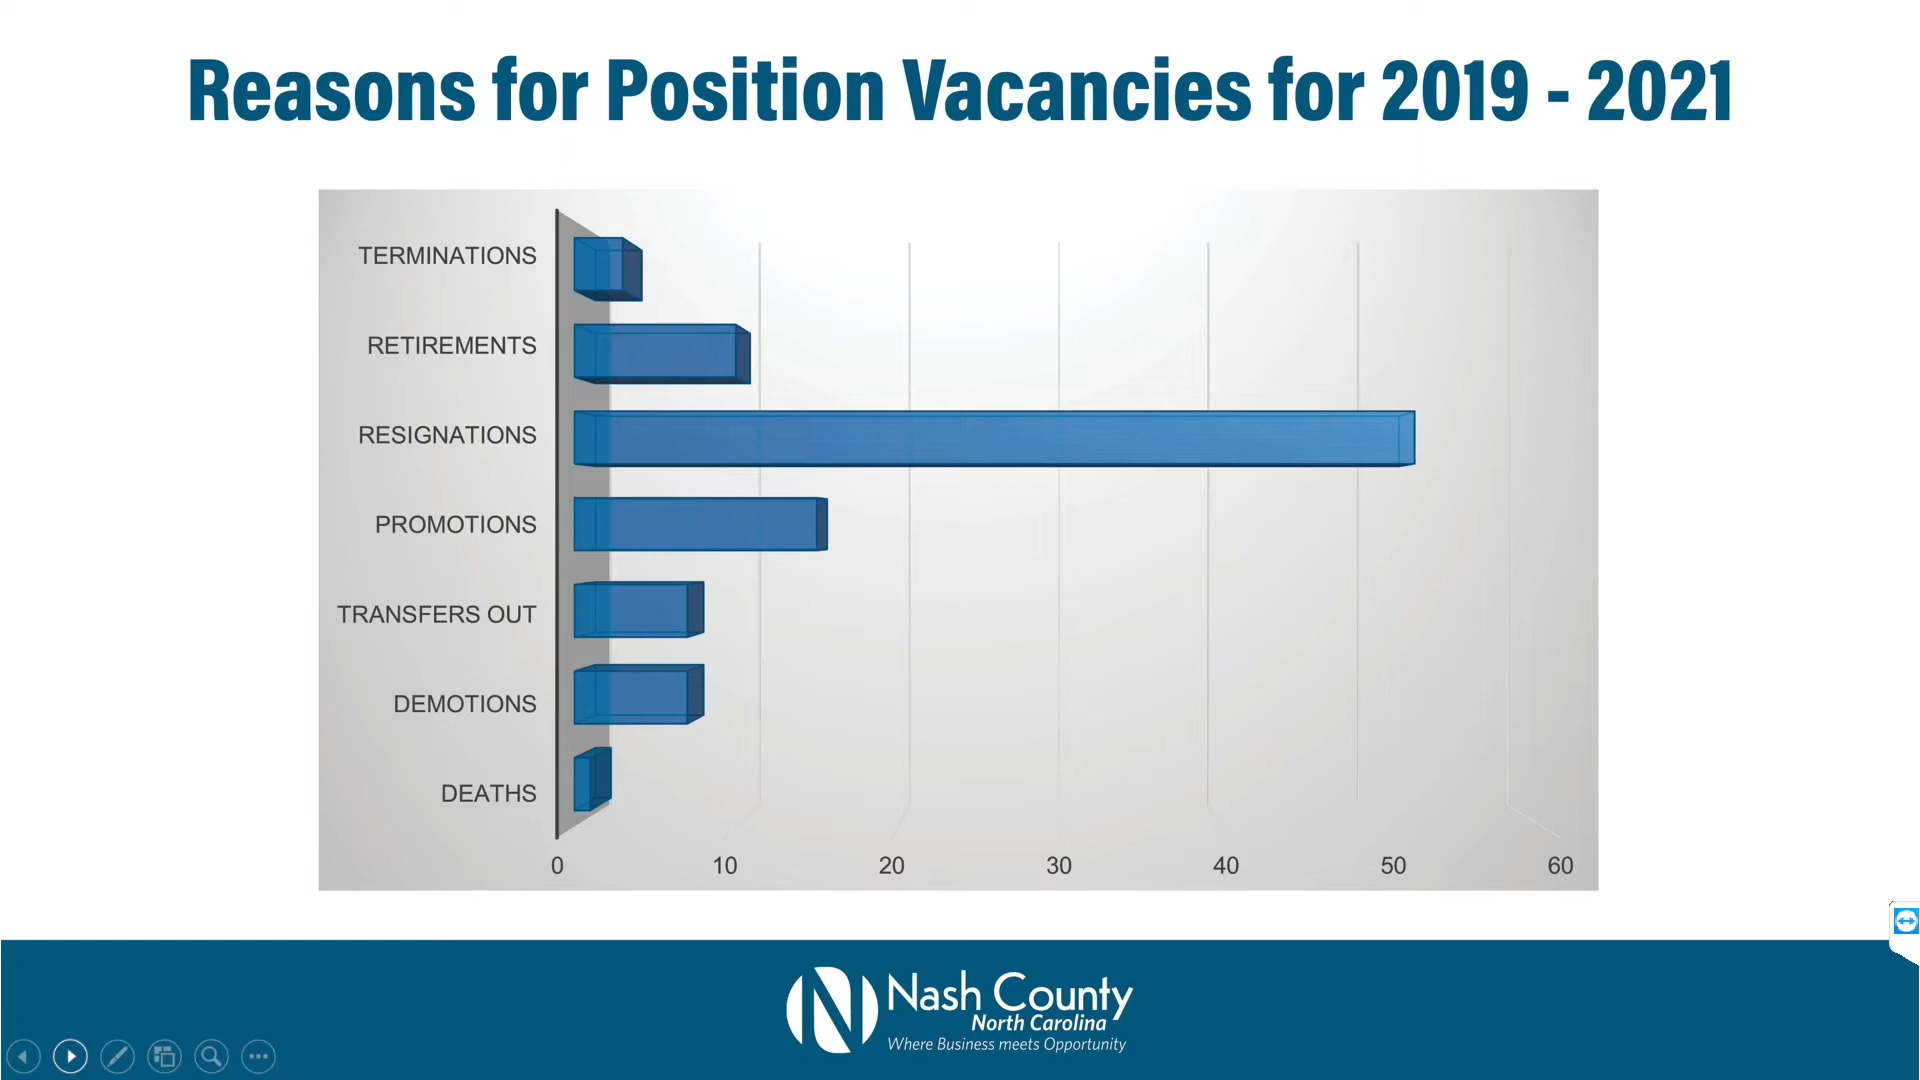 Reasons for Position Vacancies for 2019 - 2021
TERMINATIONS
RETIREMENTS
RESIGNATIONS
PROMOTIONS
TRANSFERS OUT
DEMOTIONS
DEATHS
0 10 20 30 40 50 60
Nash County
North Carolina
Where Business meets Opportunity